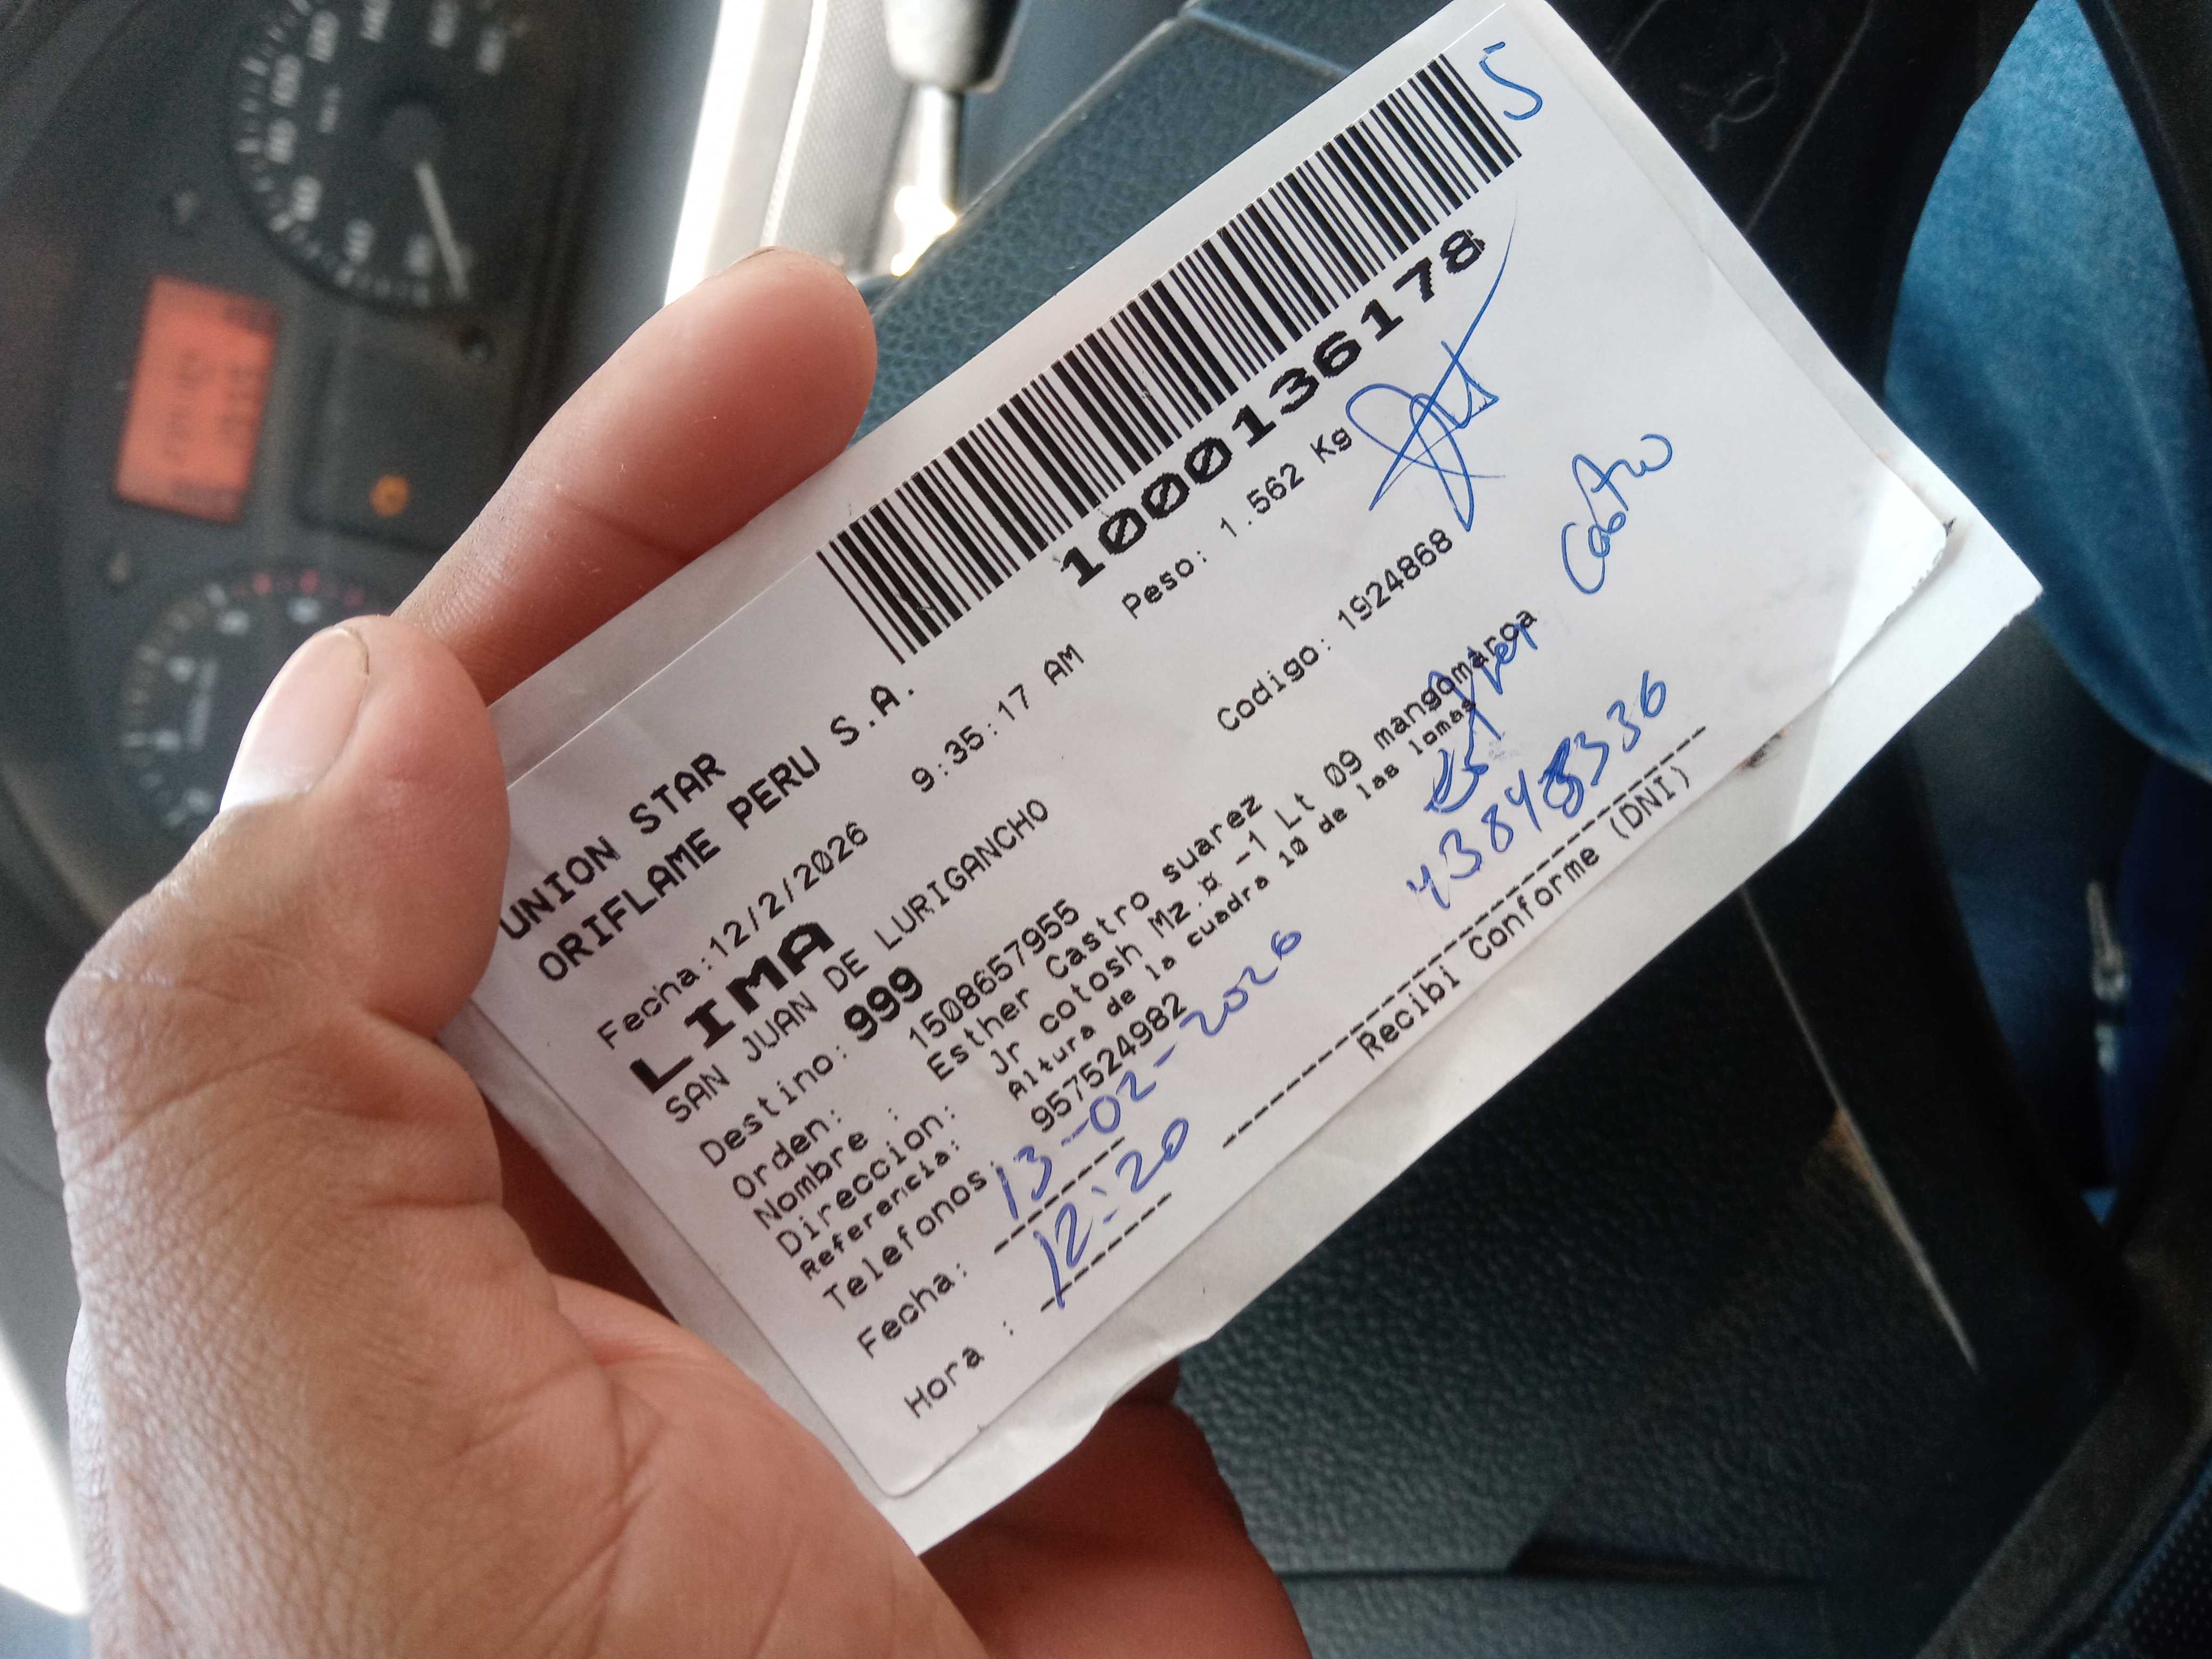 5
100013636178
UNION STAR
ORIFLAME PERU S.A.
Fecha:12/2/2026 9:35:17 AM Peso: 1.562 Kg
LIMA
SAN JUAN DE LURIGANCHO Codigo: 1924868
Destino: 999
Orden: 1508657955
Nombre : Esther Castro suarez
Direccion: Jr cotosh Mz.¤ -1 Lt 09 mangomarca
Referencia: Altura de la cuadra 10 de las lomas
Telefonos: 957524982
Castro
Fecha: 13-02-2026
Hora : 12:20
Recibi Conforme (DNI)